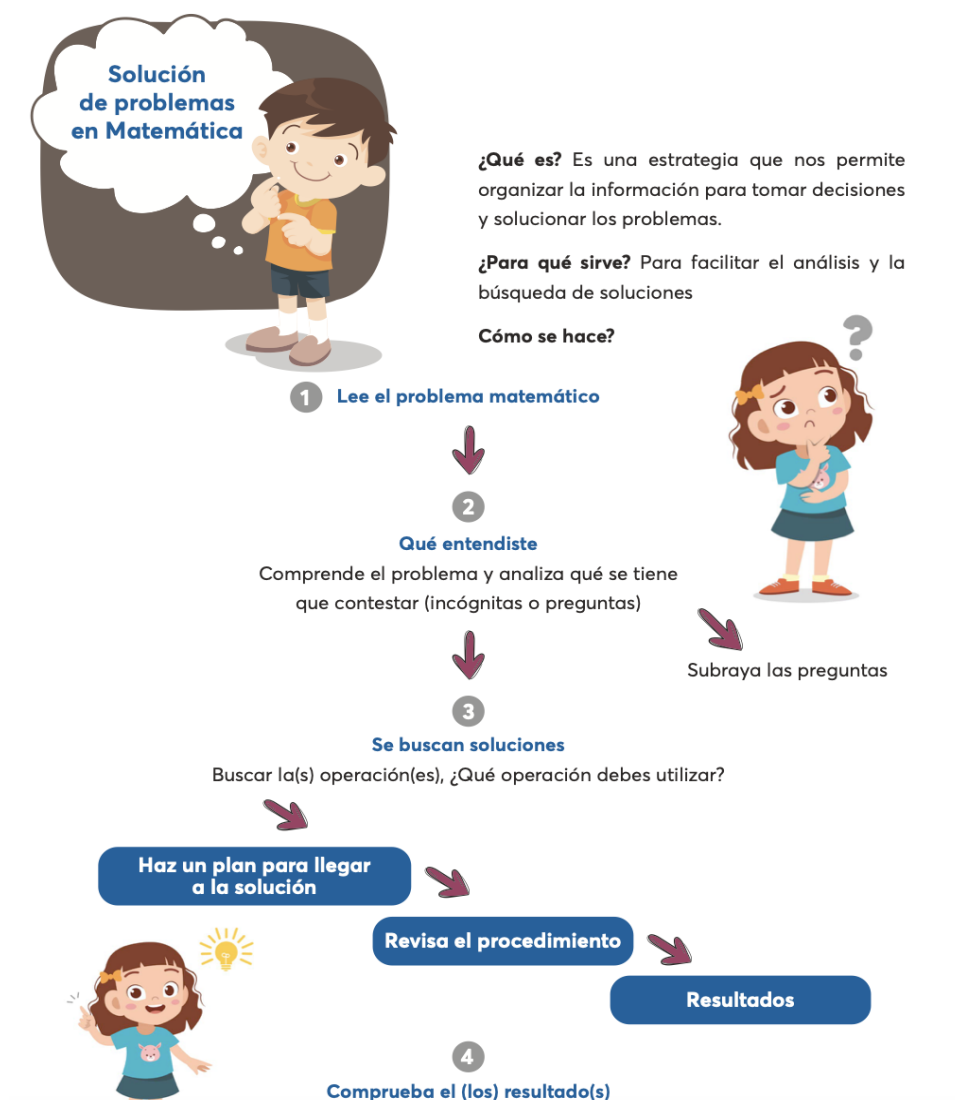 Solución
de problemas
en Matemática
¿Qué es? Es una estrategia que nos permite
organizar la información para tomar decisiones
y solucionar los problemas.
¿Para qué sirve? Para facilitar el análisis y la
búsqueda de soluciones
Cómo se hace?
?
1 Lee el problema matemático
2
Qué entendiste
Comprende el problema y analiza qué se tiene
que contestar (incógnitas o preguntas)
Subraya las preguntas
3
Se buscan soluciones
Buscar la(s) operación(es), ¿Qué operación debes utilizar?
Haz un plan para llegar
a la solución
Revisa el procedimiento
Resultados
4
Comprueba el (los) resultado(s)